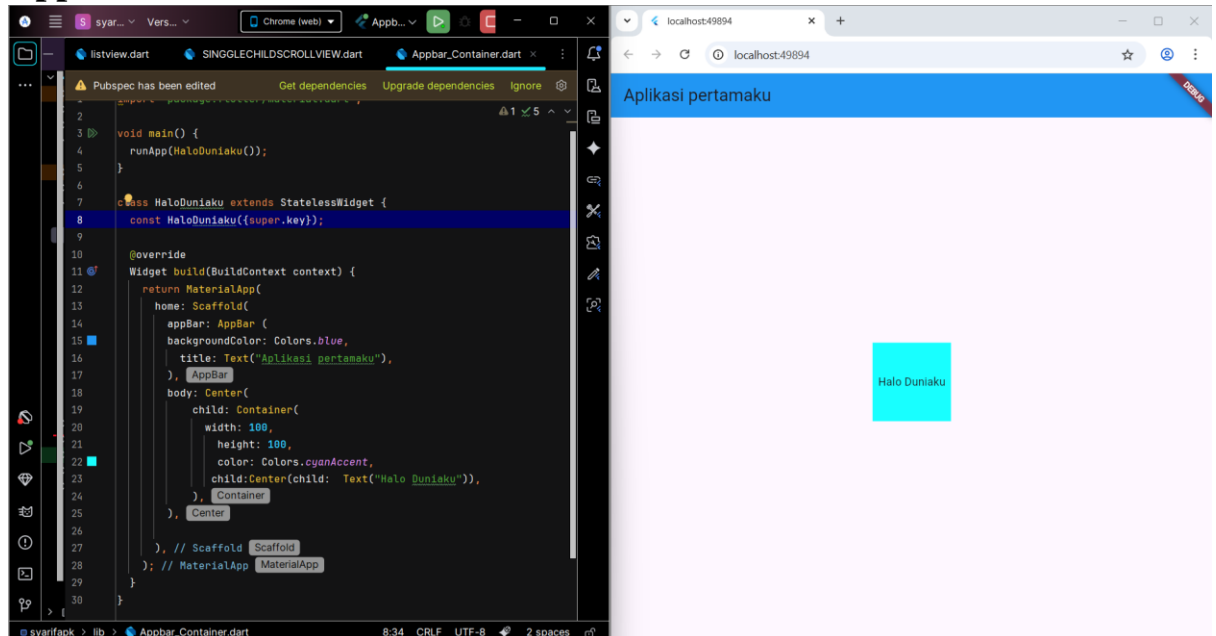 syar... Vers... Chrome (web) Appb...
listview.dart SINGGLECHILDSCROLLVIEW.dart Appbar_Container.dart
Pubspec has been edited Get dependencies Upgrade dependencies Ignore
1 5
2
3 void main() {
4 runApp(HaloDuniaku());
5 }
6
7 class HaloDuniaku extends StatelessWidget {
8 const HaloDuniaku({super.key});
9
10 @override
11 Widget build(BuildContext context) {
12 return MaterialApp(
13 home: Scaffold(
14 appBar: AppBar (
15 backgroundColor: Colors.blue,
16 title: Text("Aplikasi pertamaku"),
17 ), AppBar
18 body: Center(
19 child: Container(
20 width: 100,
21 height: 100,
22 color: Colors.cyanAccent,
23 child:Center(child: Text("Halo Duniaku")),
24 ), Container
25 ), Center
26
27 ), // Scaffold Scaffold
28 ); // MaterialApp MaterialApp
29 }
30 }
syarifapk > lib > Appbar_Container.dart 8:34 CRLF UTF-8 2 spaces
localhost:49894
localhost:49894
Aplikasi pertamaku
DEBUG
Halo Duniaku